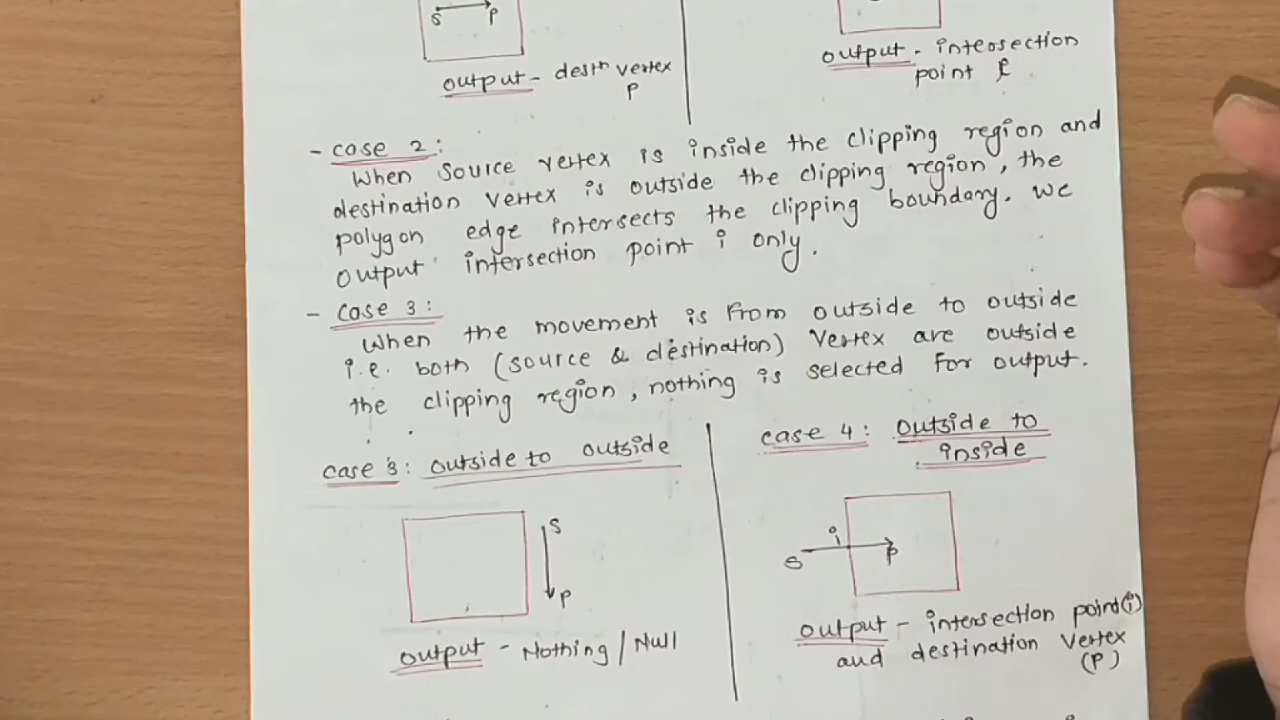 S P
output - destn vertex
P
output - intersection
point i
- case 2:
When source vertex is inside the clipping region and
destination vertex is outside the clipping region, the
polygon edge intersects the clipping boundary. We
output intersection point i only.
- case 3:
When the movement is from outside to outside
i.e. both (source & destination) vertex are outside
the clipping region, nothing is selected for output.
case 3: outside to outside
S
P
output - Nothing / Null
case 4: outside to
inside
i
S P
output - intersection point(i)
and destination vertex
(P)